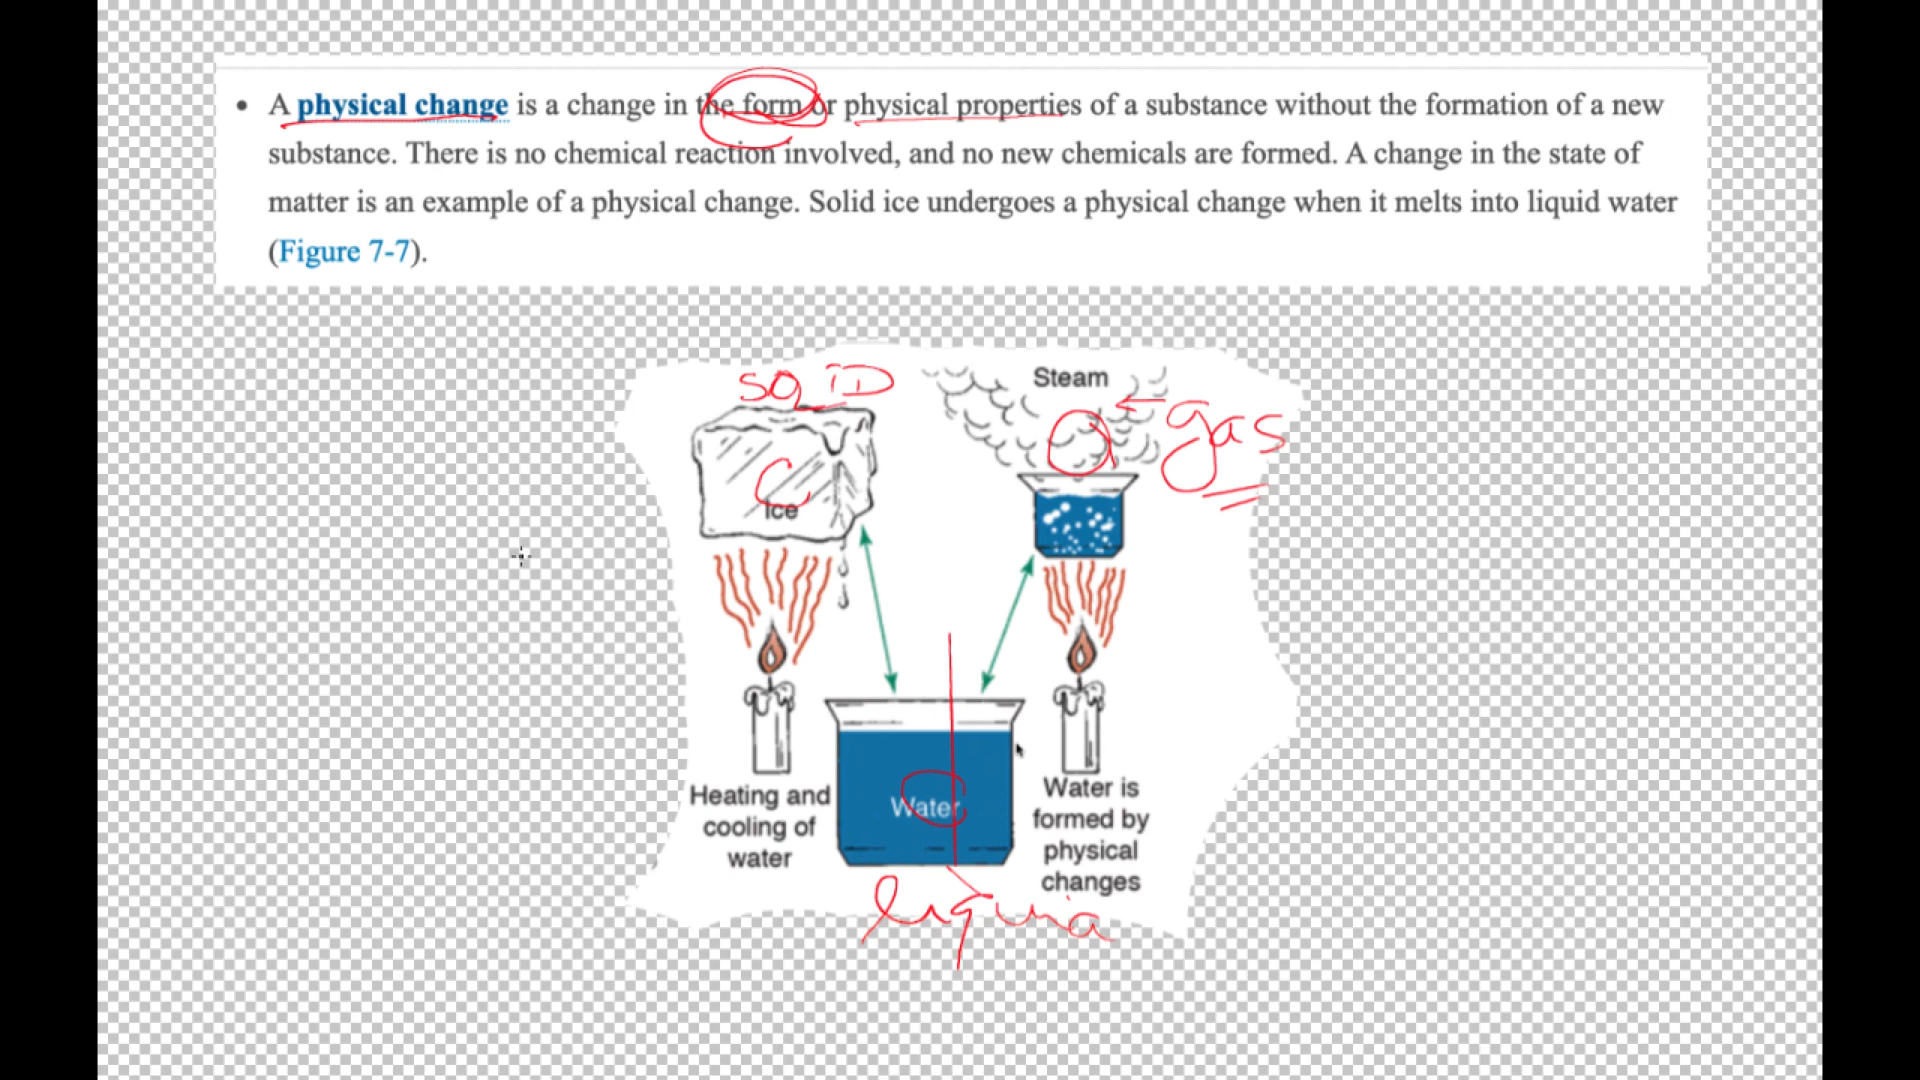 • A physical change is a change in the form or physical properties of a substance without the formation of a new
substance. There is no chemical reaction involved, and no new chemicals are formed. A change in the state of
matter is an example of a physical change. Solid ice undergoes a physical change when it melts into liquid water
(Figure 7-7).
SOLID
Steam
gas
Ice
Water
Heating and
cooling of
water
Water is
formed by
physical
changes
liquid